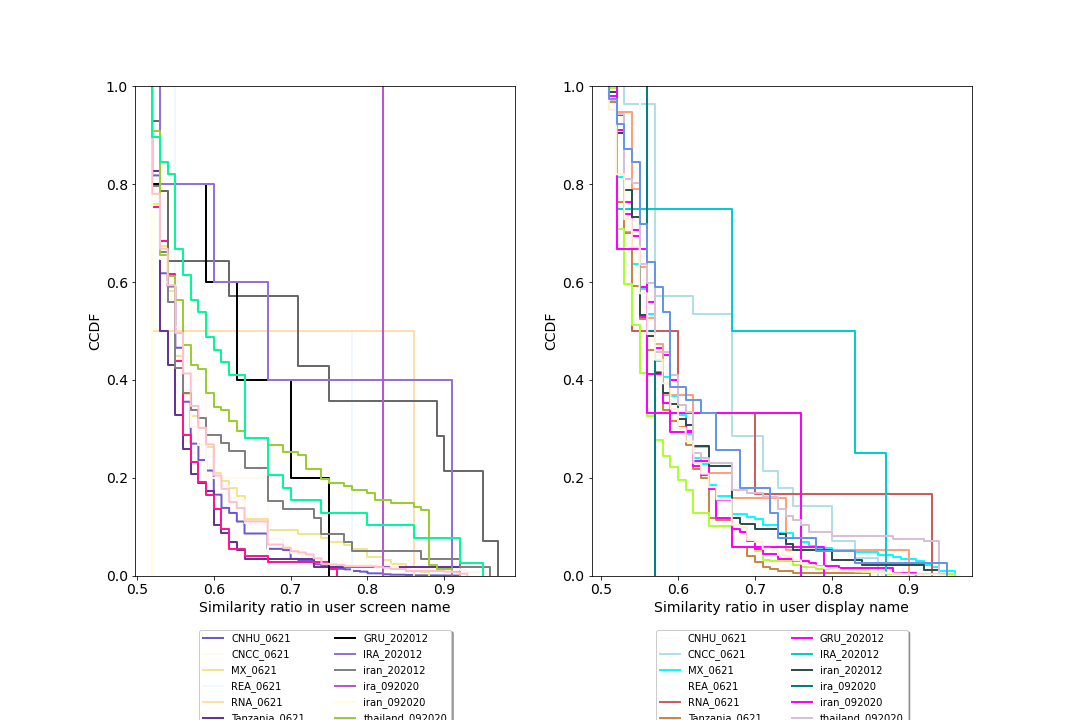 1.0
0.8
0.6
0.4
0.2
0.0
CCDF
0.5 0.6 0.7 0.8 0.9
Similarity ratio in user screen name
CNHU_0621 GRU_202012
CNCC_0621 IRA_202012
MX_0621 iran_202012
REA_0621 ira_092020
RNA_0621 iran_092020
Tanzania_0621 thailand_092020
1.0
0.8
0.6
0.4
0.2
0.0
CCDF
0.5 0.6 0.7 0.8 0.9
Similarity ratio in user display name
CNHU_0621 GRU_202012
CNCC_0621 IRA_202012
MX_0621 iran_202012
REA_0621 ira_092020
RNA_0621 iran_092020
Tanzania_0621 thailand_092020